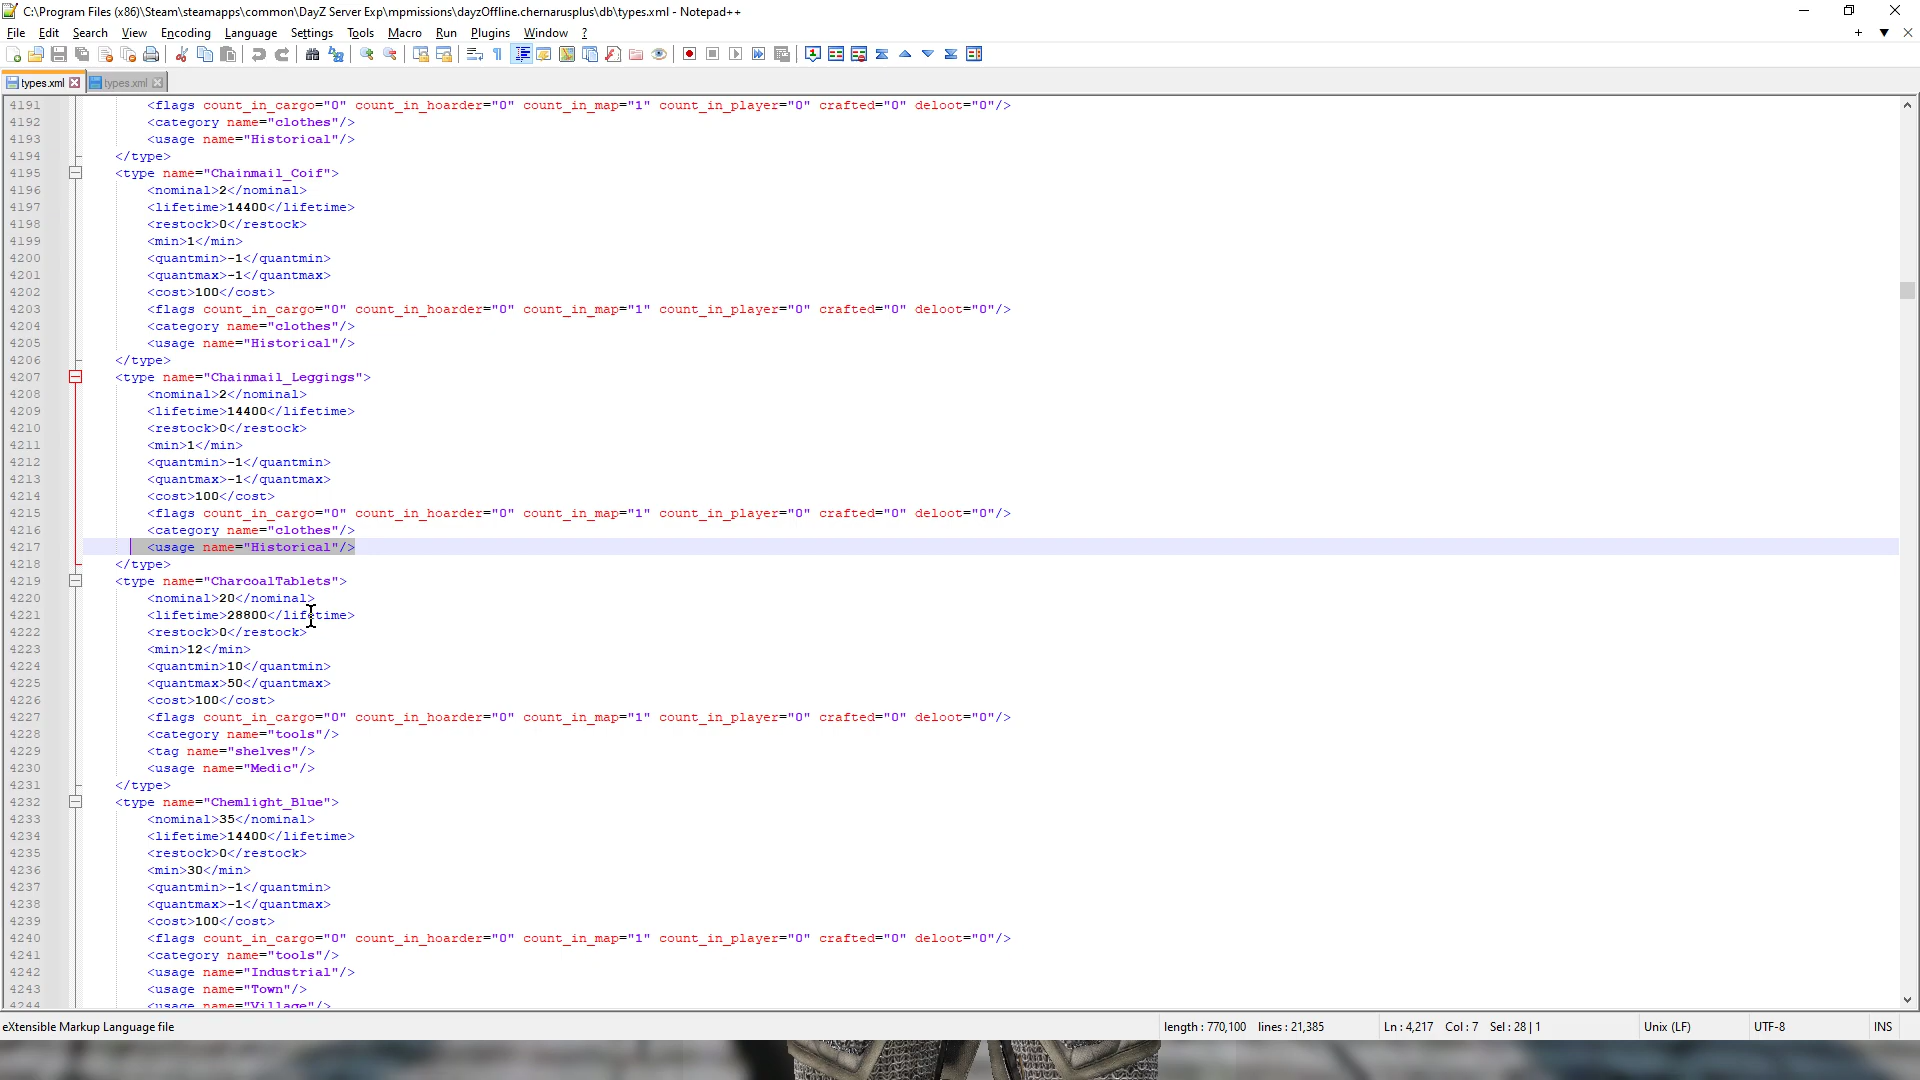 C:\Program Files (x86)\Steam\steamapps\common\DayZ Server Exp\mpmissions\dayzOffline.chernarusplus\db\types.xml - Notepad++
File Edit Search View Encoding Language Settings Tools Macro Run Plugins Window ?
types.xml types.xml
4191 <flags count_in_cargo="0" count_in_hoarder="0" count_in_map="1" count_in_player="0" crafted="0" deloot="0"/>
4192 <category name="clothes"/>
4193 <usage name="Historical"/>
4194 </type>
4195 <type name="Chainmail_Coif">
4196 <nominal>2</nominal>
4197 <lifetime>14400</lifetime>
4198 <restock>0</restock>
4199 <min>1</min>
4200 <quantmin>-1</quantmin>
4201 <quantmax>-1</quantmax>
4202 <cost>100</cost>
4203 <flags count_in_cargo="0" count_in_hoarder="0" count_in_map="1" count_in_player="0" crafted="0" deloot="0"/>
4204 <category name="clothes"/>
4205 <usage name="Historical"/>
4206 </type>
4207 <type name="Chainmail_Leggings">
4208 <nominal>2</nominal>
4209 <lifetime>14400</lifetime>
4210 <restock>0</restock>
4211 <min>1</min>
4212 <quantmin>-1</quantmin>
4213 <quantmax>-1</quantmax>
4214 <cost>100</cost>
4215 <flags count_in_cargo="0" count_in_hoarder="0" count_in_map="1" count_in_player="0" crafted="0" deloot="0"/>
4216 <category name="clothes"/>
4217 <usage name="Historical"/>
4218 </type>
4219 <type name="CharcoalTablets">
4220 <nominal>20</nominal>
4221 <lifetime>28800</lifetime>
4222 <restock>0</restock>
4223 <min>12</min>
4224 <quantmin>10</quantmin>
4225 <quantmax>50</quantmax>
4226 <cost>100</cost>
4227 <flags count_in_cargo="0" count_in_hoarder="0" count_in_map="1" count_in_player="0" crafted="0" deloot="0"/>
4228 <category name="tools"/>
4229 <tag name="shelves"/>
4230 <usage name="Medic"/>
4231 </type>
4232 <type name="Chemlight_Blue">
4233 <nominal>35</nominal>
4234 <lifetime>14400</lifetime>
4235 <restock>0</restock>
4236 <min>30</min>
4237 <quantmin>-1</quantmin>
4238 <quantmax>-1</quantmax>
4239 <cost>100</cost>
4240 <flags count_in_cargo="0" count_in_hoarder="0" count_in_map="1" count_in_player="0" crafted="0" deloot="0"/>
4241 <category name="tools"/>
4242 <usage name="Industrial"/>
4243 <usage name="Town"/>
4244 <usage name="Village"/>
eXtensible Markup Language file length : 770,100 lines : 21,385 Ln : 4,217 Col : 7 Sel : 28 | 1 Unix (LF) UTF-8 INS